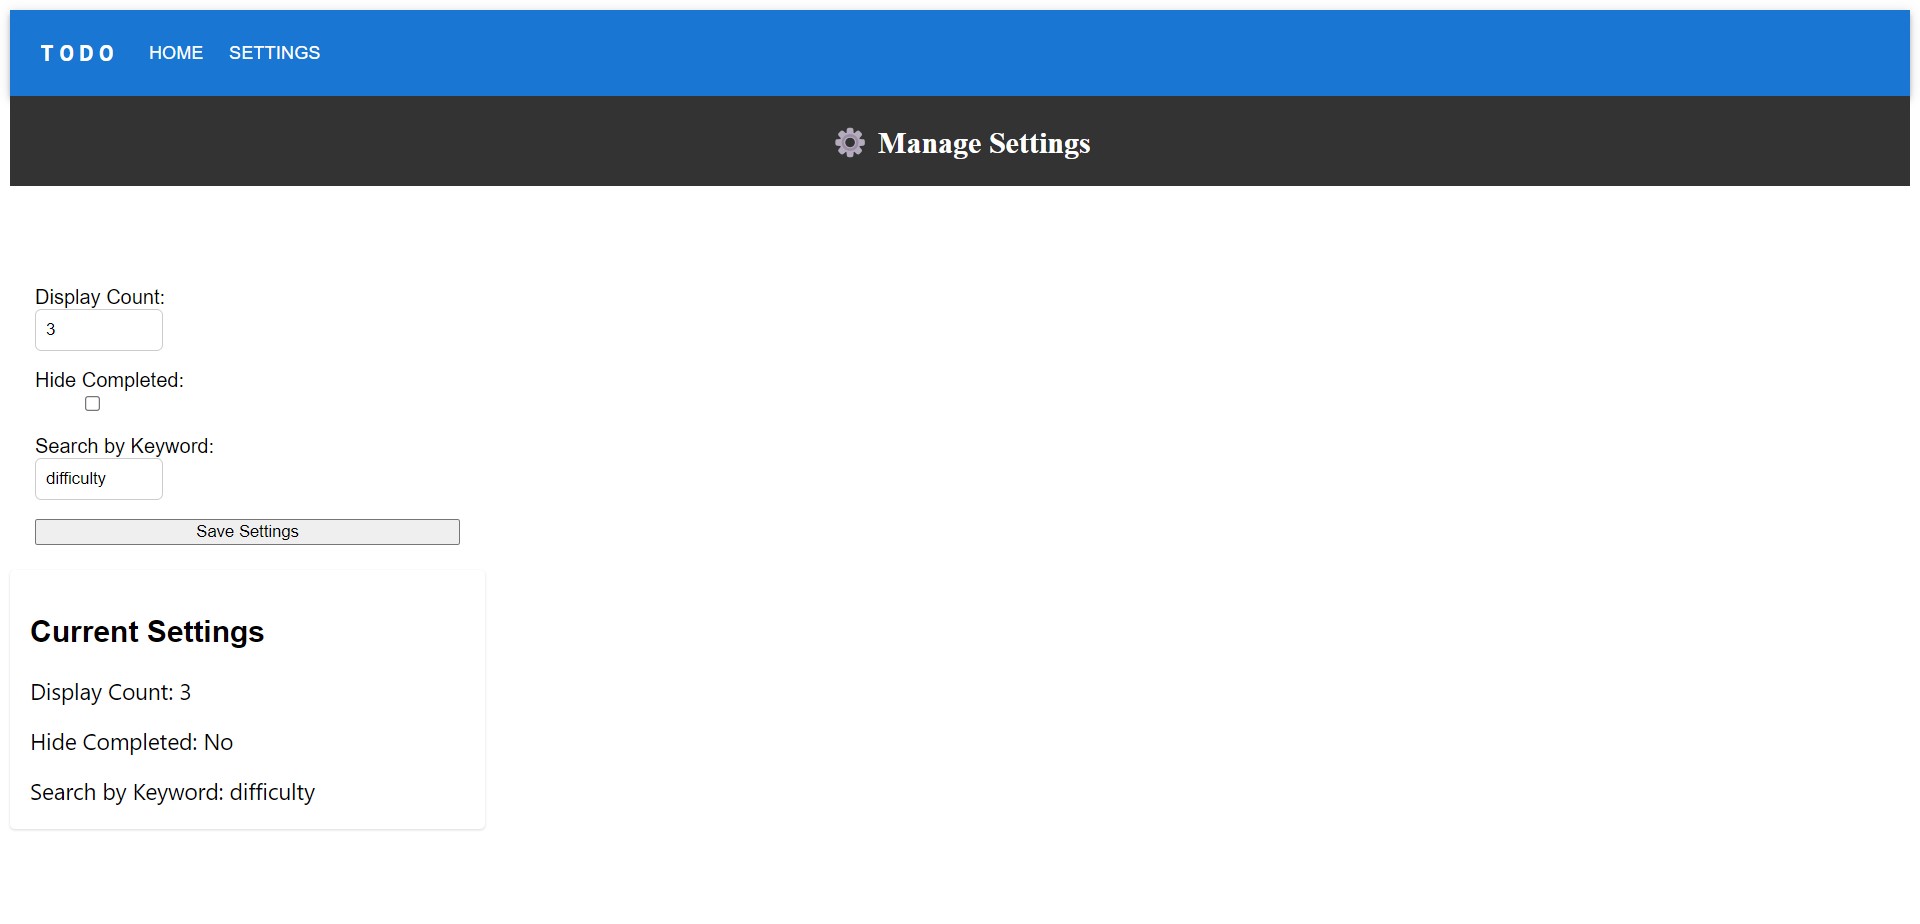 TODO HOME SETTINGS
Manage Settings
Display Count:
3
Hide Completed:
Search by Keyword:
difficulty
Save Settings
Current Settings
Display Count: 3
Hide Completed: No
Search by Keyword: difficulty